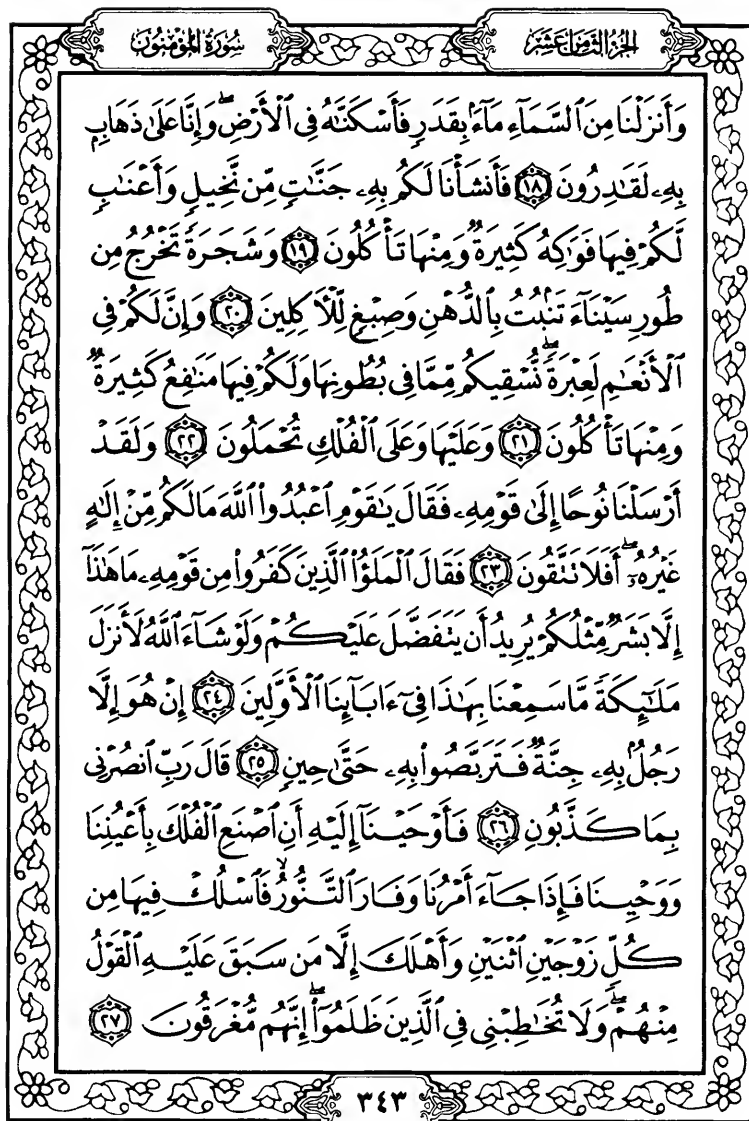 الجزء الثامن عشر
سورة المؤمنون
وَأَنزَلْنَا مِنَ ٱلسَّمَآءِ مَآءًۢ بِقَدَرٍ فَأَسْكَنَّٰهُ فِى ٱلْأَرْضِ ۖ وَإِنَّا عَلَىٰ ذَهَابٍۭ
بِهِۦ لَقَٰدِرُونَ ١٨ فَأَنشَأْنَا لَكُم بِهِۦ جَنَّٰتٍ مِّن نَّخِيلٍ وَأَعْنَٰبٍ
لَّكُمْ فِيهَا فَوَٰكِهُ كَثِيرَةٌ وَمِنْهَا تَأْكُلُونَ ١٩ وَشَجَرَةً تَخْرُجُ مِن
طُورِ سَيْنَآءَ تَنۢبُتُ بِٱلدُّهْنِ وَصِبْغٍ لِّلْءَاكِلِينَ ٢٠ وَإِنَّ لَكُمْ فِى
ٱلْأَنْعَٰمِ لَعِبْرَةً ۖ نُّسْقِيكُم مِّمَّا فِى بُطُونِهَا وَلَكُمْ فِيهَا مَنَٰفِعُ كَثِيرَةٌ
وَمِنْهَا تَأْكُلُونَ ٢١ وَعَلَيْهَا وَعَلَى ٱلْفُلْكِ تُحْمَلُونَ ٢٢ وَلَقَدْ
أَرْسَلْنَا نُوحًا إِلَىٰ قَوْمِهِۦ فَقَالَ يَٰقَوْمِ ٱعْبُدُوا۟ ٱللَّهَ مَا لَكُم مِّنْ إِلَٰهٍ
غَيْرُهُۥٓ ۖ أَفَلَا تَتَّقُونَ ٢٣ فَقَالَ ٱلْمَلَؤُا۟ ٱلَّذِينَ كَفَرُوا۟ مِن قَوْمِهِۦ مَا هَٰذَآ
إِلَّا بَشَرٌ مِّثْلُكُمْ يُرِيدُ أَن يَتَفَضَّلَ عَلَيْكُمْ وَلَوْ شَآءَ ٱللَّهُ لَأَنزَلَ
مَلَٰٓئِكَةً مَّا سَمِعْنَا بِهَٰذَا فِىٓ ءَابَآئِنَا ٱلْأَوَّلِينَ ٢٤ إِنْ هُوَ إِلَّا
رَجُلٌۢ بِهِۦ جِنَّةٌ فَتَرَبَّصُوا۟ بِهِۦ حَتَّىٰ حِينٍ ٢٥ قَالَ رَبِّ ٱنصُرْنِى
بِمَا كَذَّبُونِ ٢٦ فَأَوْحَيْنَآ إِلَيْهِ أَنِ ٱصْنَعِ ٱلْفُلْكَ بِأَعْيُنِنَا
وَوَحْيِنَا فَإِذَا جَآءَ أَمْرُنَا وَفَارَ ٱلتَّنُّورُ ۙ فَٱسْلُكْ فِيهَا مِن
كُلٍّ زَوْجَيْنِ ٱثْنَيْنِ وَأَهْلَكَ إِلَّا مَن سَبَقَ عَلَيْهِ ٱلْقَوْلُ
مِنْهُمْ ۖ وَلَا تُخَٰطِبْنِى فِى ٱلَّذِينَ ظَلَمُوٓا۟ ۖ إِنَّهُم مُّغْرَقُونَ ٢٧
٣٤٣